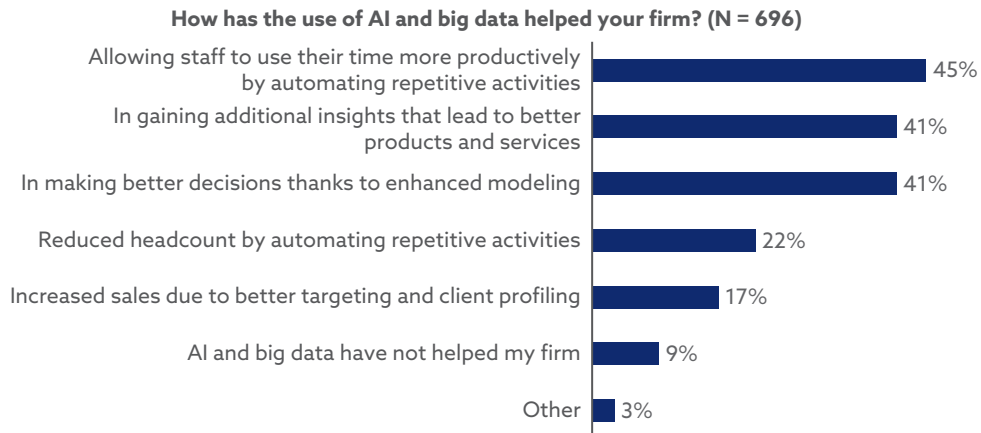 How has the use of AI and big data helped your firm? (N = 696)
Allowing staff to use their time more productively
by automating repetitive activities
45%
In gaining additional insights that lead to better
products and services
41%
In making better decisions thanks to enhanced modeling
41%
Reduced headcount by automating repetitive activities
22%
Increased sales due to better targeting and client profiling
17%
AI and big data have not helped my firm
9%
Other
3%